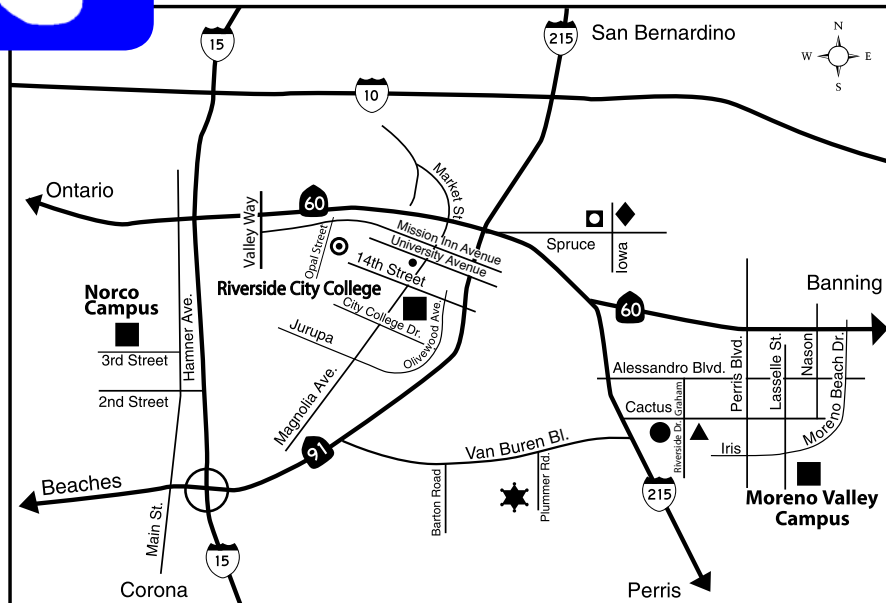 15
215
San Bernardino
N
W
E
S
10
Market St.
Ontario
60
Valley Way
Mission Inn Avenue
University Avenue
Spruce
Iowa
Opal Street
14th Street
Riverside City College
Banning
Norco
Campus
City College Dr.
Olivewood Ave.
60
Hamner Ave.
Jurupa
3rd Street
Perris Blvd.
Lasselle St.
Nason
Moreno Beach Dr.
Alessandro Blvd.
Magnolia Ave.
2nd Street
Graham
Cactus
Riverside Dr.
Van Buren Bl.
91
Iris
Beaches
Barton Road
Plummer Rd.
215
Moreno Valley
Campus
Main St.
15
Corona
Perris